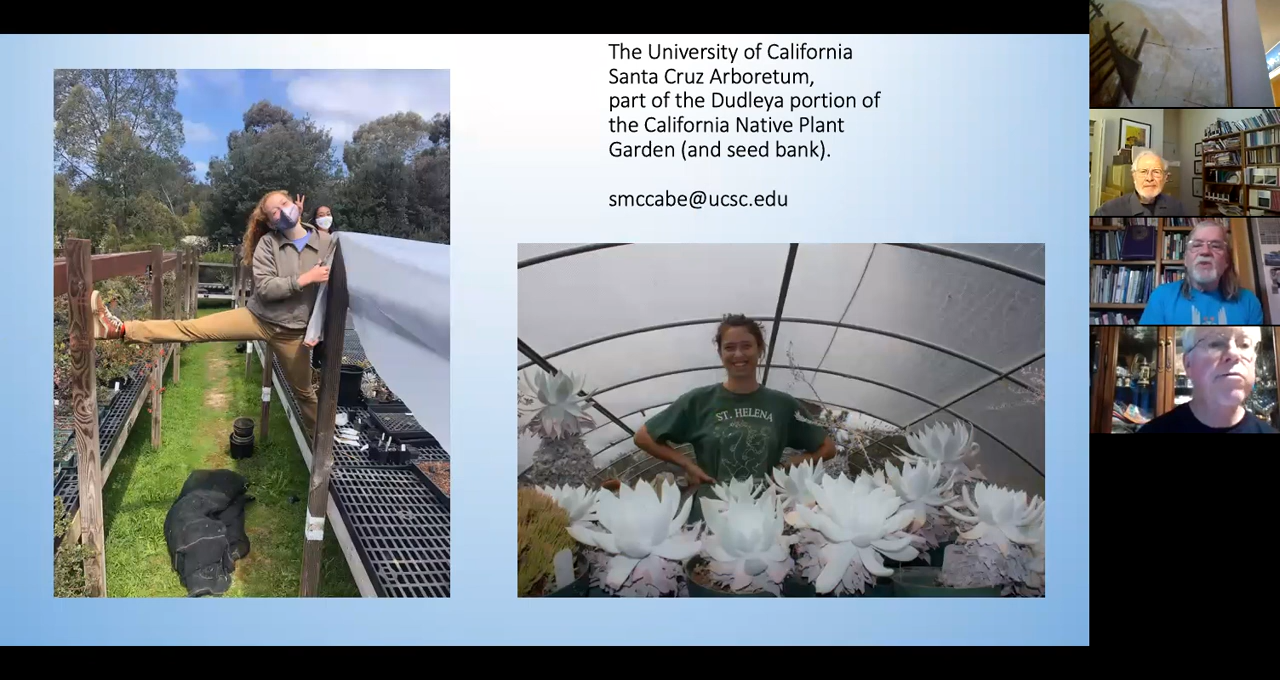 The University of California
Santa Cruz Arboretum,
part of the Dudleya portion of
the California Native Plant
Garden (and seed bank).
smccabe@ucsc.edu
ST. HELENA